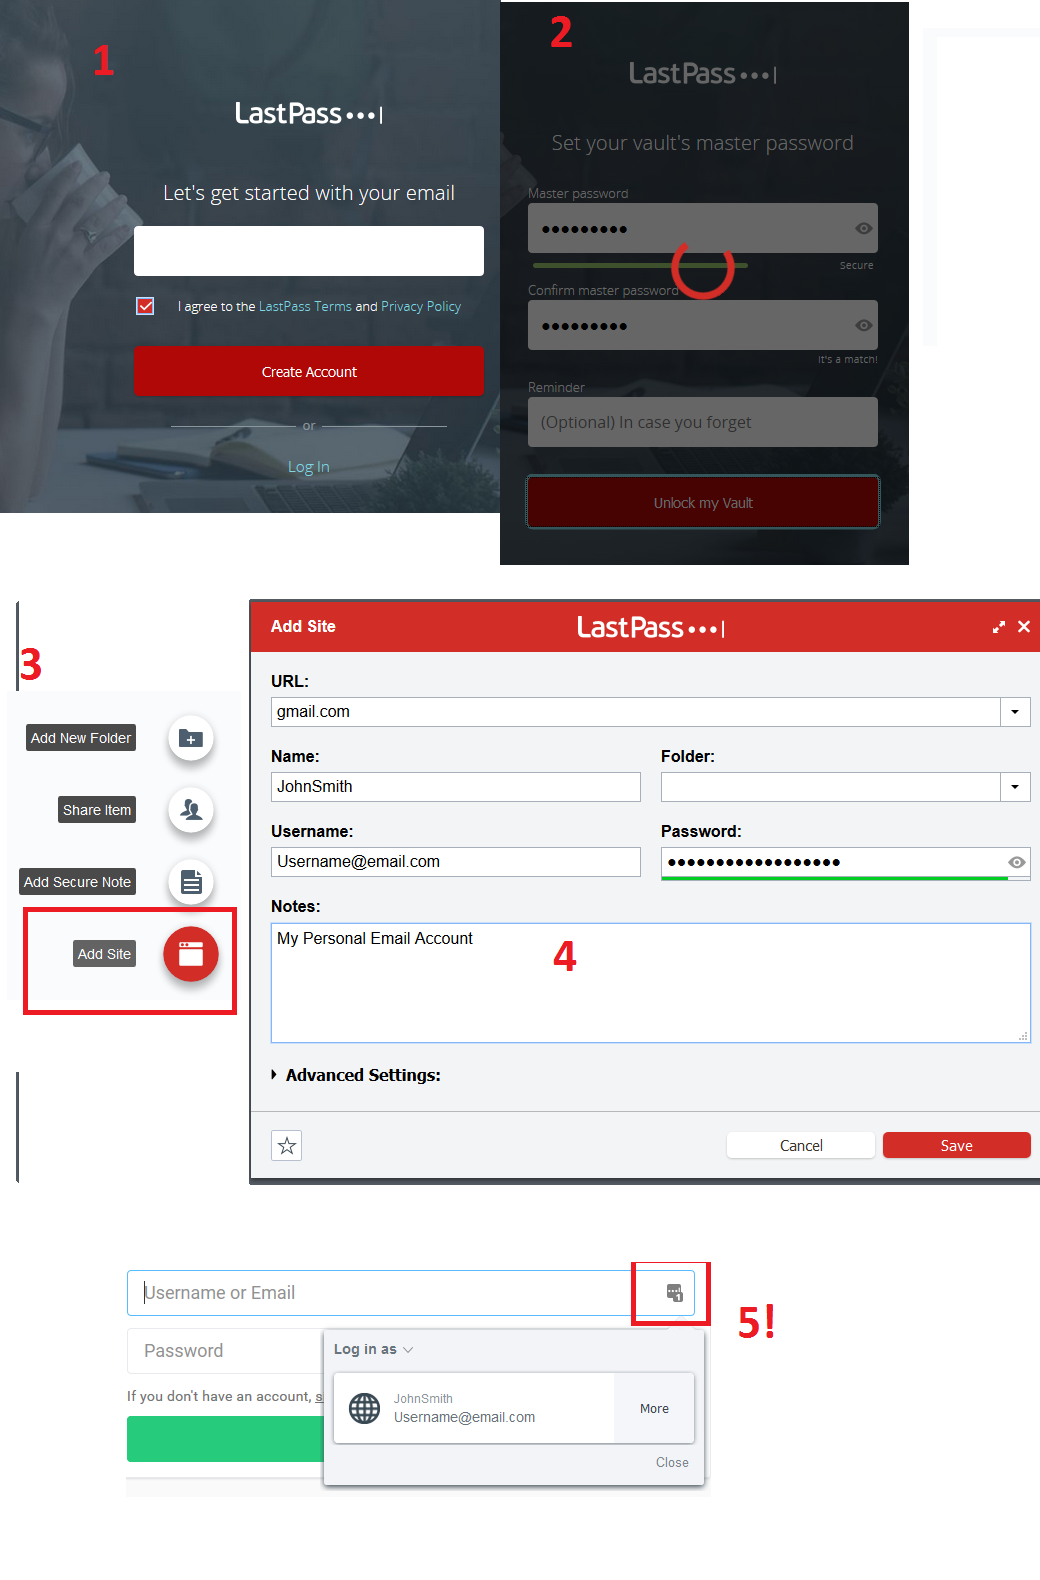 1
LastPass
Let's get started with your email
I agree to the LastPass Terms and Privacy Policy
Create Account
or
Log In
2
LastPass
Set your vault's master password
Master password
Secure
Confirm master password
It's a match!
Reminder
(Optional) In case you forget
Unlock my Vault
3
Add New Folder
Share Item
Add Secure Note
Add Site
Add Site
LastPass
URL:
gmail.com
Name:
Folder:
JohnSmith
Username:
Password:
Username@email.com
Notes:
My Personal Email Account
4
Advanced Settings:
Cancel
Save
Username or Email
1
5!
Password
Log in as
If you don't have an account, s
JohnSmith
Username@email.com
More
Close